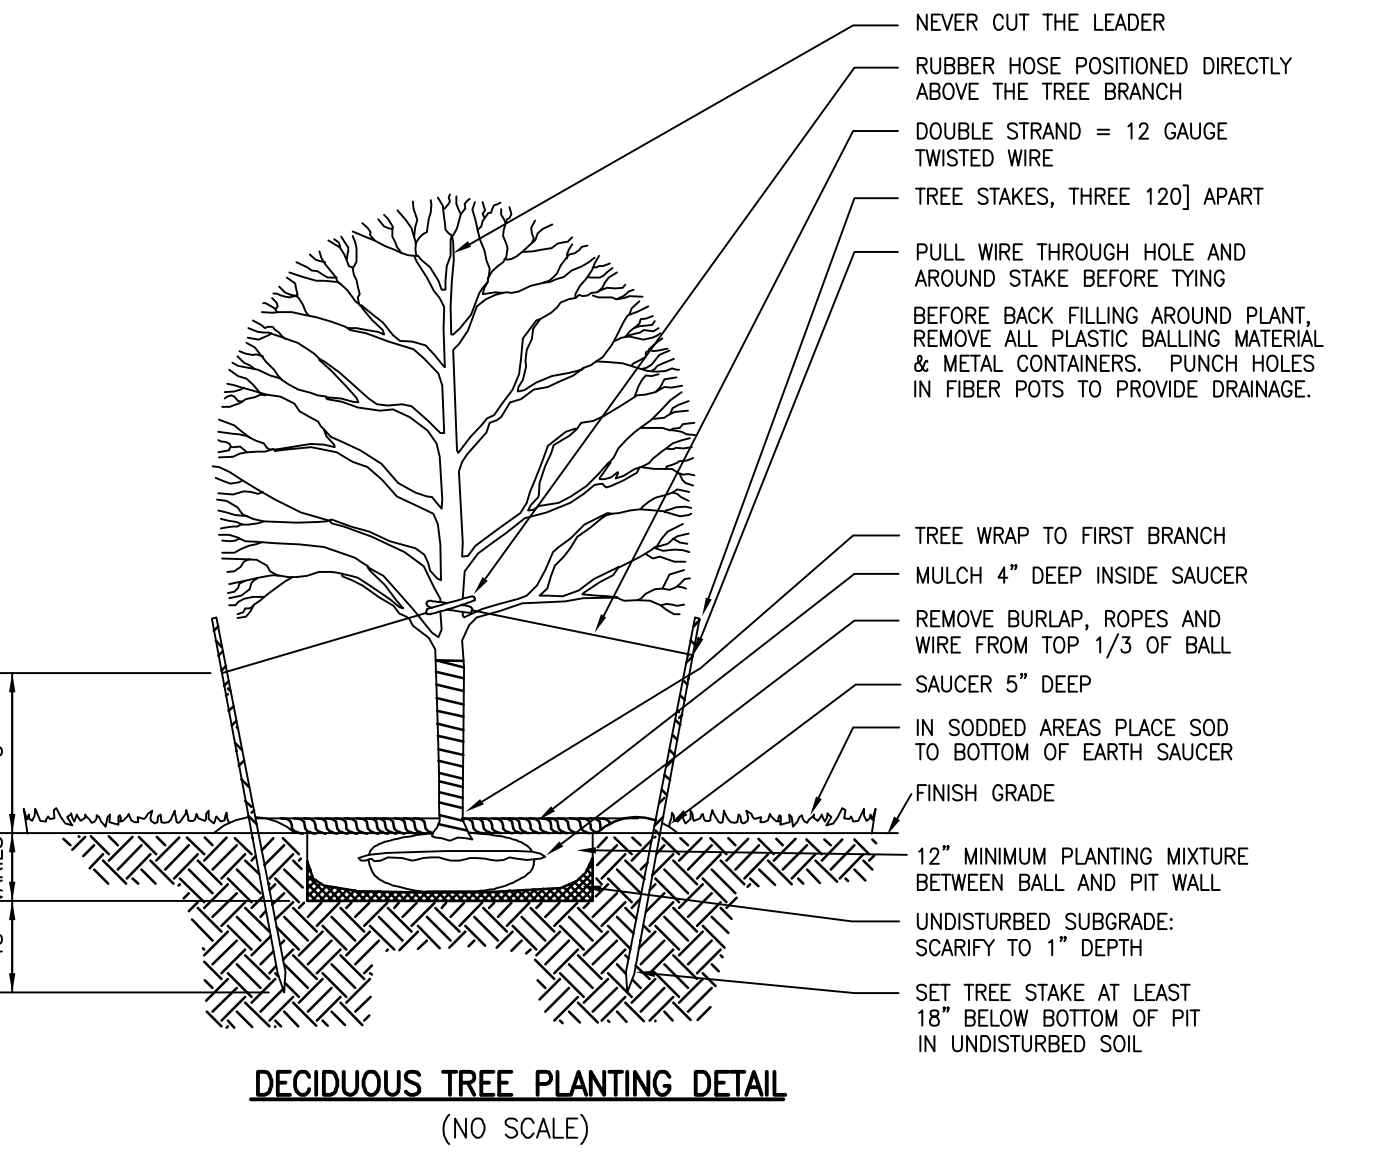 NEVER CUT THE LEADER
RUBBER HOSE POSITIONED DIRECTLY
ABOVE THE TREE BRANCH
DOUBLE STRAND = 12 GAUGE
TWISTED WIRE
TREE STAKES, THREE 120] APART
PULL WIRE THROUGH HOLE AND
AROUND STAKE BEFORE TYING
BEFORE BACK FILLING AROUND PLANT,
REMOVE ALL PLASTIC BALLING MATERIAL
& METAL CONTAINERS. PUNCH HOLES
IN FIBER POTS TO PROVIDE DRAINAGE.
TREE WRAP TO FIRST BRANCH
MULCH 4" DEEP INSIDE SAUCER
REMOVE BURLAP, ROPES AND
WIRE FROM TOP 1/3 OF BALL
SAUCER 5" DEEP
IN SODDED AREAS PLACE SOD
TO BOTTOM OF EARTH SAUCER
FINISH GRADE
12" MINIMUM PLANTING MIXTURE
BETWEEN BALL AND PIT WALL
UNDISTURBED SUBGRADE:
SCARIFY TO 1" DEPTH
SET TREE STAKE AT LEAST
18" BELOW BOTTOM OF PIT
IN UNDISTURBED SOIL
DECIDUOUS TREE PLANTING DETAIL
(NO SCALE)